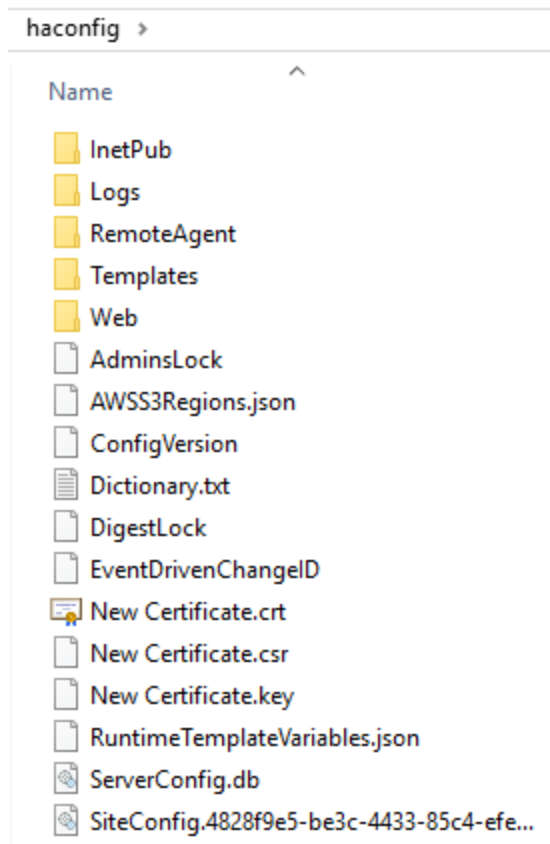 haconfig >
Name
InetPub
Logs
RemoteAgent
Templates
Web
AdminsLock
AWSS3Regions.json
ConfigVersion
Dictionary.txt
DigestLock
EventDrivenChangeID
New Certificate.crt
New Certificate.csr
New Certificate.key
RuntimeTemplateVariables.json
ServerConfig.db
SiteConfig.4828f9e5-be3c-4433-85c4-efe...